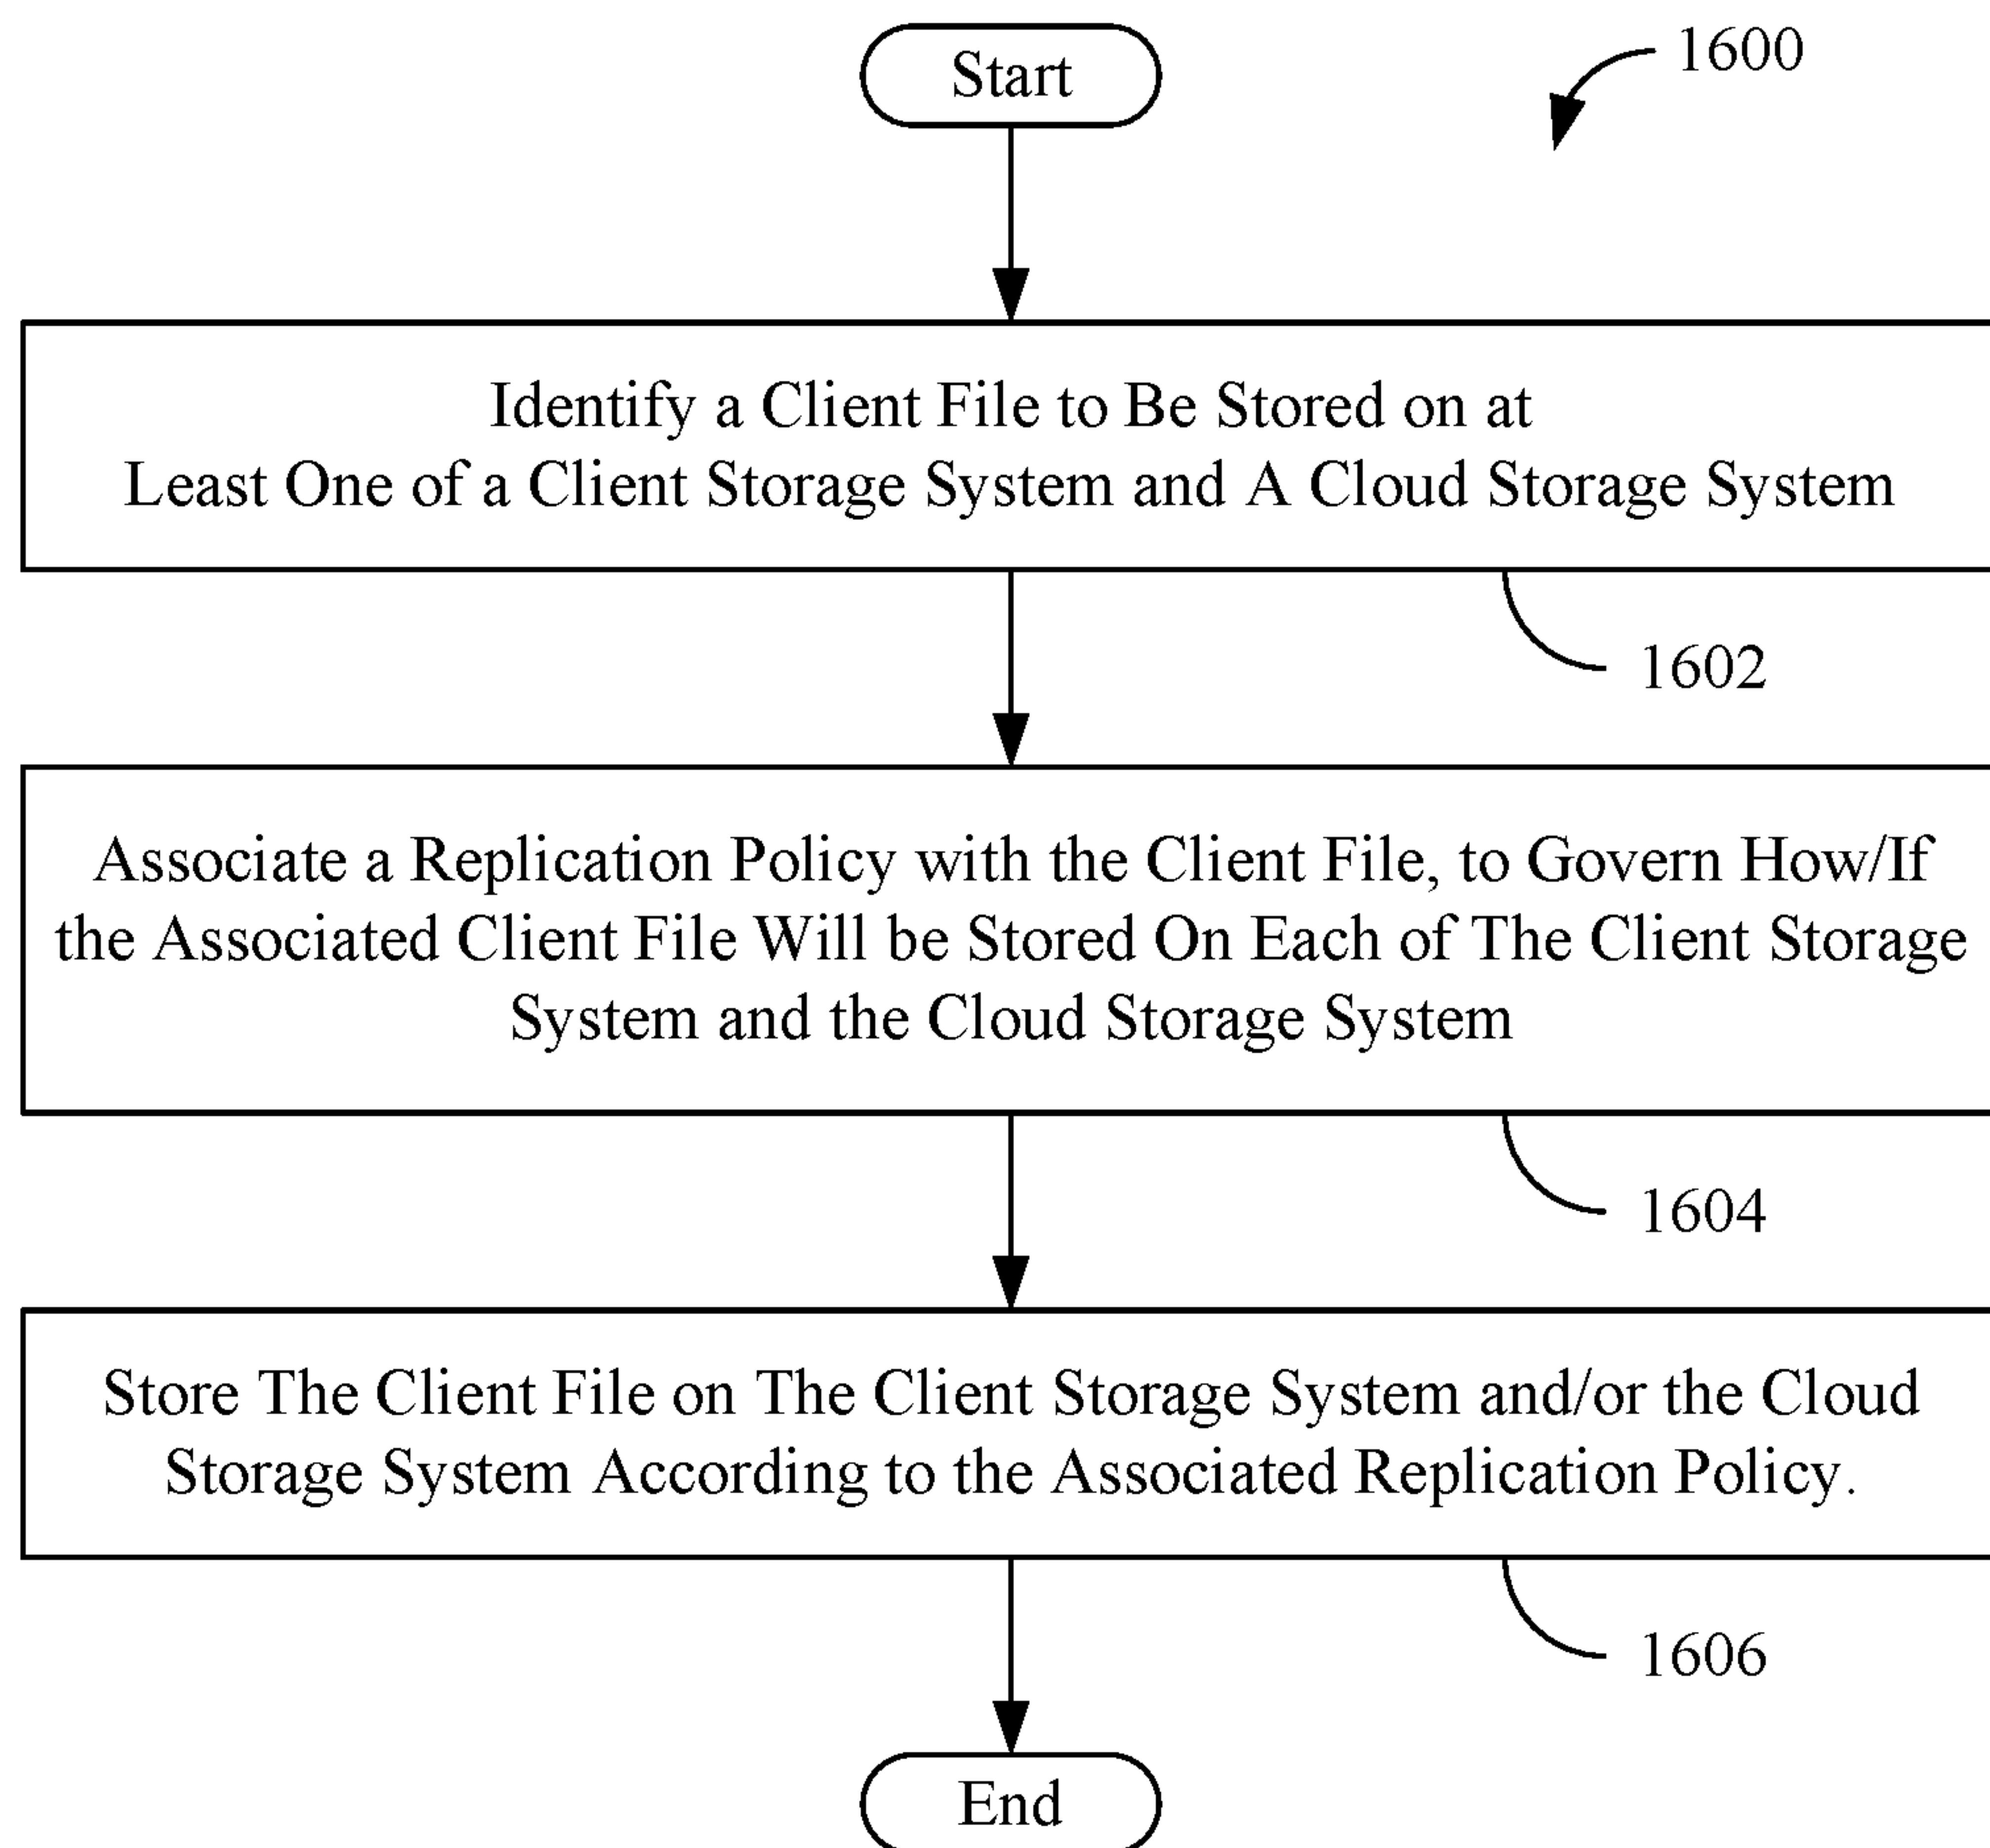 Start
1600
Identify a Client File to Be Stored on at
Least One of a Client Storage System and A Cloud Storage System
1602
Associate a Replication Policy with the Client File, to Govern How/If
the Associated Client File Will be Stored On Each of The Client Storage
System and the Cloud Storage System
1604
Store The Client File on The Client Storage System and/or the Cloud
Storage System According to the Associated Replication Policy.
1606
End